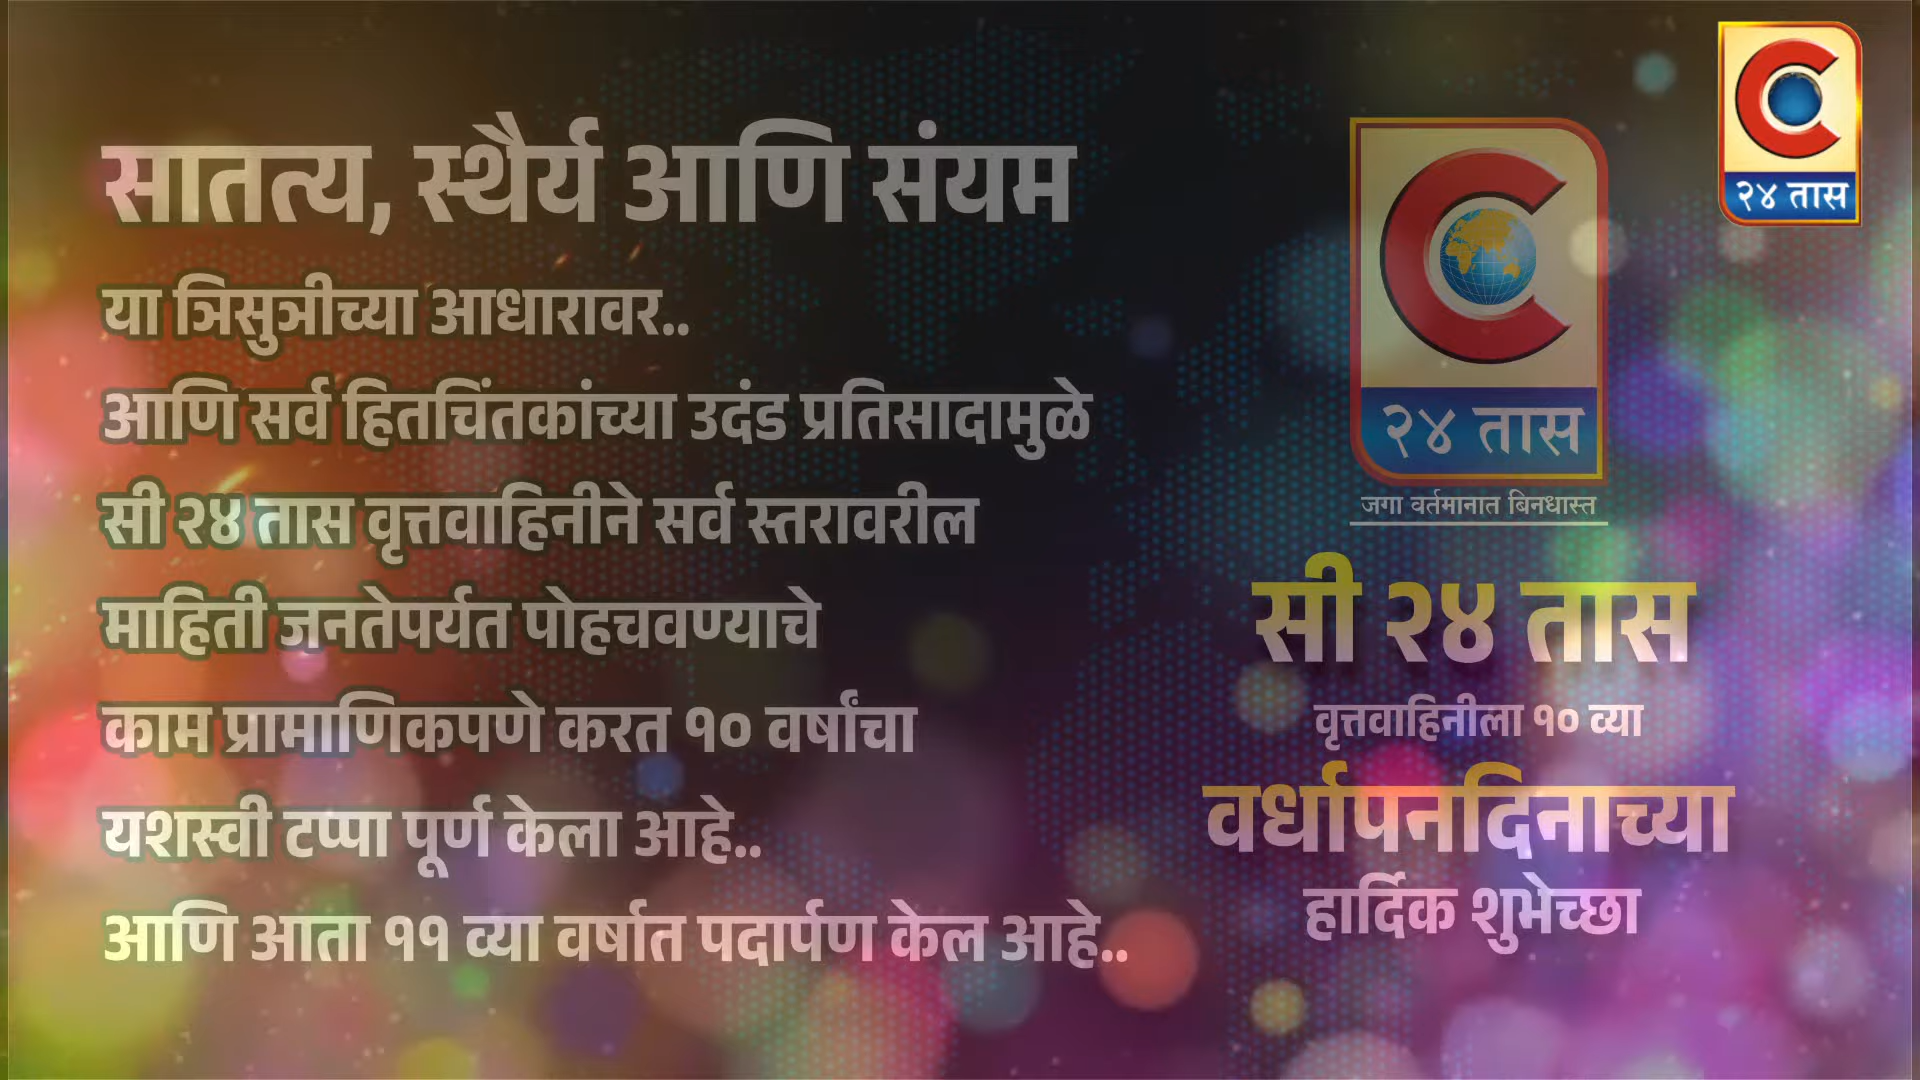 सातत्य, स्थैर्य आणि संयम
या त्रिसुत्रीच्या आधारावर..
आणि सर्व हितचिंतकांच्या उदंड प्रतिसादामुळे
सी २४ तास वृत्तवाहिनीने सर्व स्तरावरील
माहिती जनतेपर्यंत पोहचवण्याचे
काम प्रामाणिकपणे करत १० वर्षांचा
यशस्वी टप्पा पूर्ण केला आहे..
आणि आता ११ व्या वर्षात पदार्पण केल आहे..
C
२४ तास
जगा वर्तमानात बिनधास्त
सी २४ तास
वृत्तवाहिनीला १० व्या
वर्धापनदिनाच्या
हार्दिक शुभेच्छा
C
२४ तास